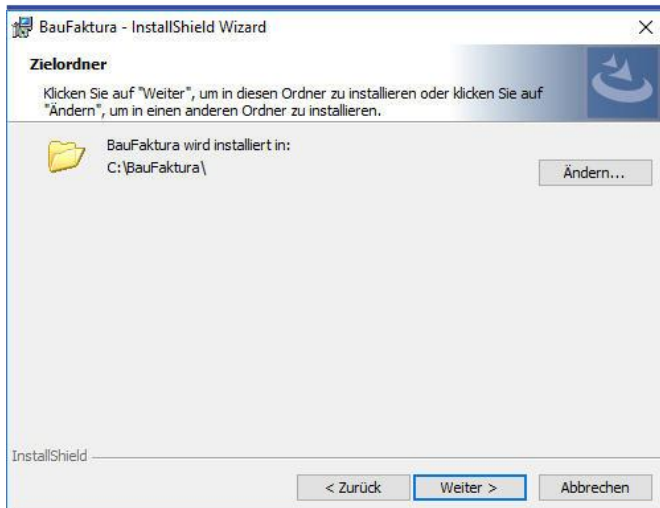 BauFaktura - InstallShield Wizard
Zielordner
Klicken Sie auf "Weiter", um in diesen Ordner zu installieren oder klicken Sie auf
"Ändern", um in einen anderen Ordner zu installieren.
BauFaktura wird installiert in:
C:\BauFaktura\
Ändern...
InstallShield
< Zurück
Weiter >
Abbrechen